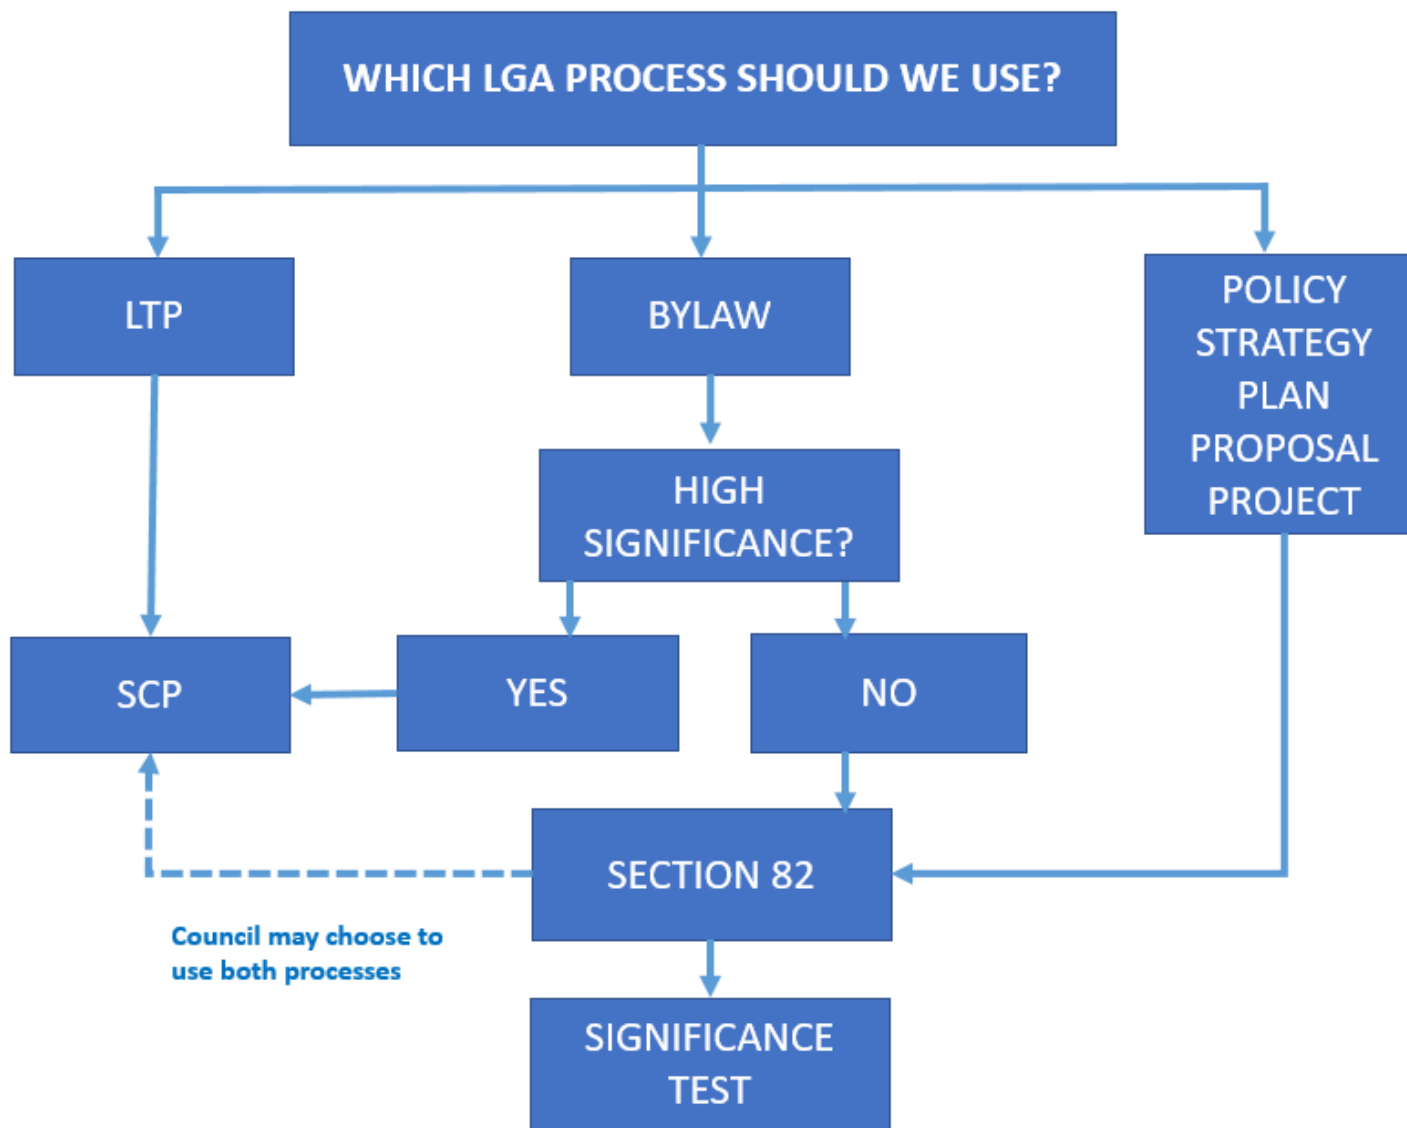 WHICH LGA PROCESS SHOULD WE USE?
LTP
BYLAW
POLICY
STRATEGY
PLAN
PROPOSAL
PROJECT
HIGH
SIGNIFICANCE?
SCP
YES
NO
SECTION 82
Council may choose to
use both processes
SIGNIFICANCE
TEST